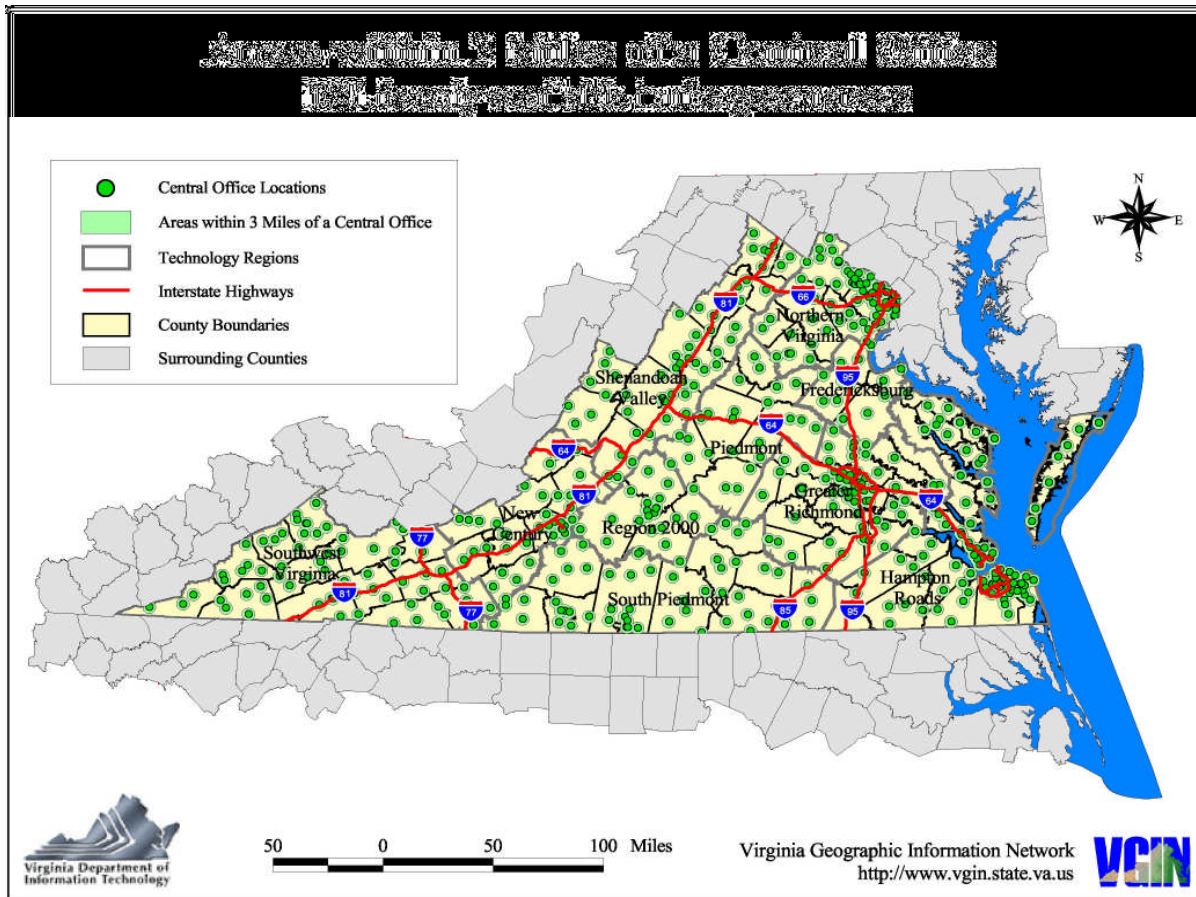 Central Office Locations
Areas within 3 Miles of a Central Office
Technology Regions
Interstate Highways
County Boundaries
Surrounding Counties
N
W
E
S
81
66
Northern
Virginia
95
Shenandoah
Valley
Fredericksburg
64
64
Piedmont
81
Greater
Richmond
64
New
Century
Region 2000
77
Southwest
Virginia
Hampton
Roads
81
South Piedmont
77
85
95
Virginia Department of
Information Technology
50 0 50 100 Miles
Virginia Geographic Information Network
http://www.vgin.state.va.us
VGIN